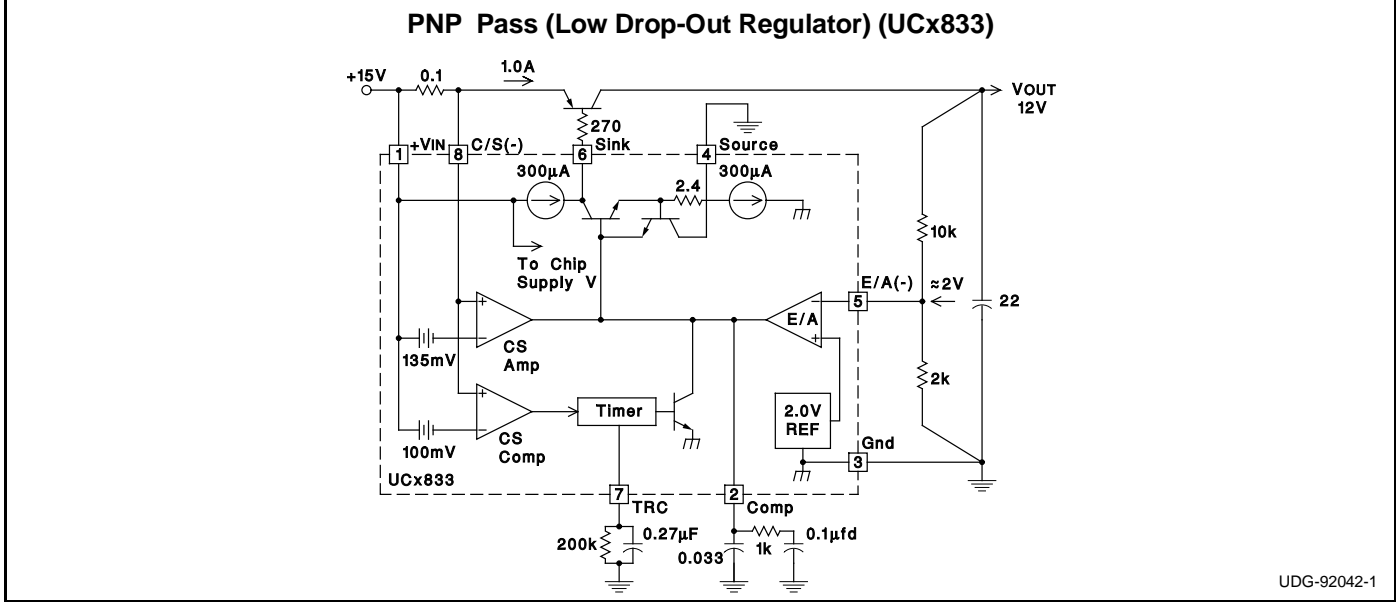 PNP Pass (Low Drop-Out Regulator) (UCx833)
+15V
0.1
1.0A
VOUT
12V
270
1
+VIN
8
C/S(-)
6
Sink
4
Source
300µA
2.4
300µA
To Chip
Supply V
10k
E/A(-)
≈2V
5
22
+
-
CS
Amp
135mV
E/A
-
+
2k
+
-
CS
Comp
100mV
Timer
2.0V
REF
Gnd
3
UCx833
7
TRC
2
Comp
200k
0.27µF
0.033
1k
0.1µfd
UDG-92042-1